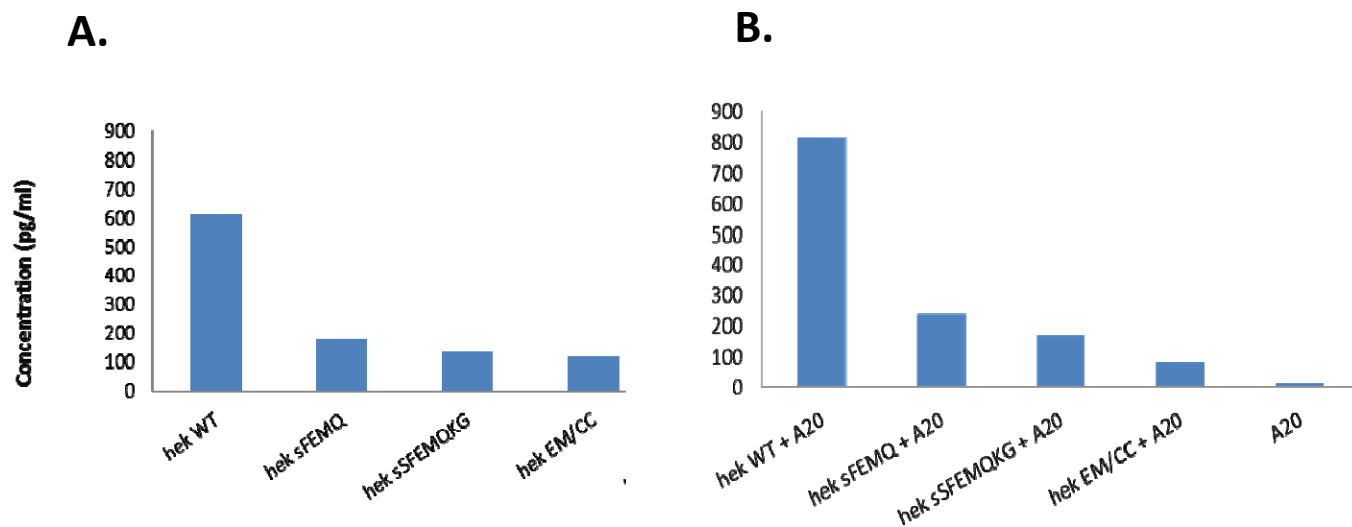 A.
Concentration (pg/ml)
900
800
700
600
500
400
300
200
100
0
hek WT
hek sFEMQ
hek sSFEMQKG
hek EM/CC
B.
900
800
700
600
500
400
300
200
100
0
hek WT + A20
hek sFEMQ + A20
hek sSFEMQKG + A20
hek EM/CC + A20
A20